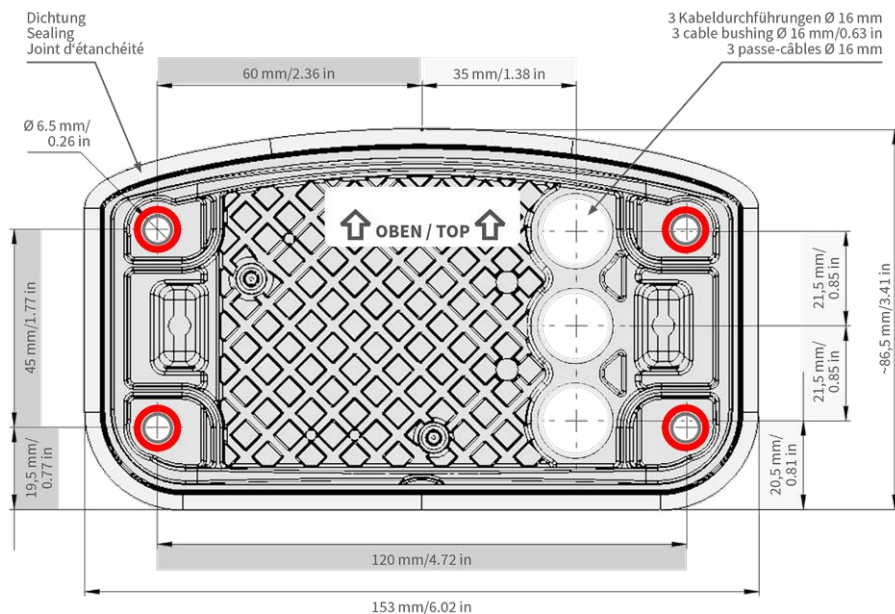 Dichtung
Sealing
Joint d'étanchéité
3 Kabeldurchführungen Ø 16 mm
3 cable bushing Ø 16 mm/0.63 in
3 passe-câbles Ø 16 mm
60 mm/2.36 in
35 mm/1.38 in
Ø 6.5 mm/
0.26 in
OBEN / TOP
45 mm/1.77 in
19,5 mm/
0.77 in
21,5 mm/
0.85 in
21,5 mm/
0.85 in
20,5 mm/
0.81 in
~86,5 mm/3.41 in
120 mm/4.72 in
153 mm/6.02 in